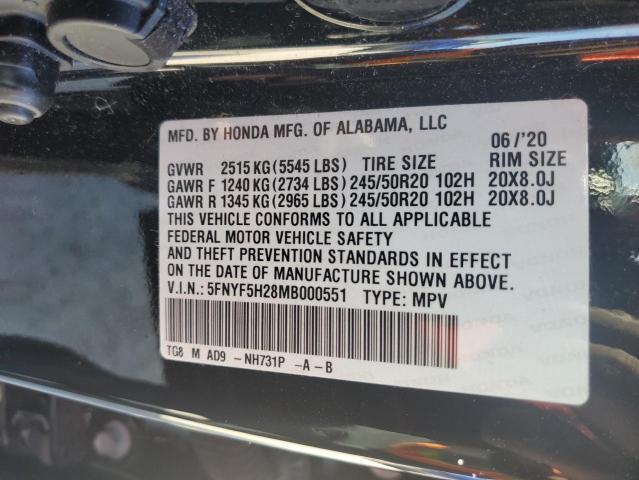 MFD. BY HONDA MFG. OF ALABAMA, LLC 06/'20
GVWR 2515 KG (5545 LBS) TIRE SIZE RIM SIZE
GAWR F 1240 KG (2734 LBS) 245/50R20 102H 20X8.0J
GAWR R 1345 KG (2965 LBS) 245/50R20 102H 20X8.0J
THIS VEHICLE CONFORMS TO ALL APPLICABLE
FEDERAL MOTOR VEHICLE SAFETY
AND THEFT PREVENTION STANDARDS IN EFFECT
ON THE DATE OF MANUFACTURE SHOWN ABOVE.
V.I.N.: 5FNYF5H28MB000551 TYPE: MPV
TG8 M AD9 -NH731P -A-B